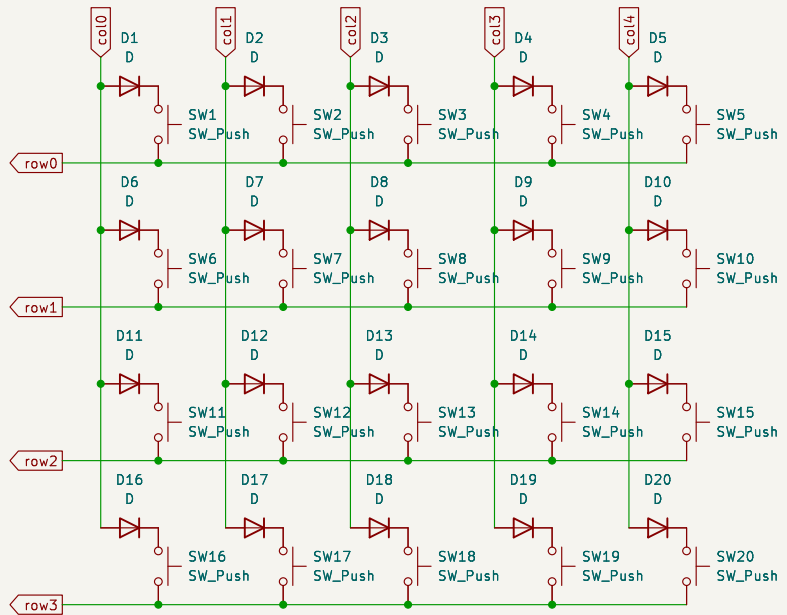 col0
col1
col2
col3
col4
D1
D
D2
D
D3
D
D4
D
D5
D
SW1
SW_Push
SW2
SW_Push
SW3
SW_Push
SW4
SW_Push
SW5
SW_Push
row0
D6
D
D7
D
D8
D
D9
D
D10
D
SW6
SW_Push
SW7
SW_Push
SW8
SW_Push
SW9
SW_Push
SW10
SW_Push
row1
D11
D
D12
D
D13
D
D14
D
D15
D
SW11
SW_Push
SW12
SW_Push
SW13
SW_Push
SW14
SW_Push
SW15
SW_Push
row2
D16
D
D17
D
D18
D
D19
D
D20
D
SW16
SW_Push
SW17
SW_Push
SW18
SW_Push
SW19
SW_Push
SW20
SW_Push
row3